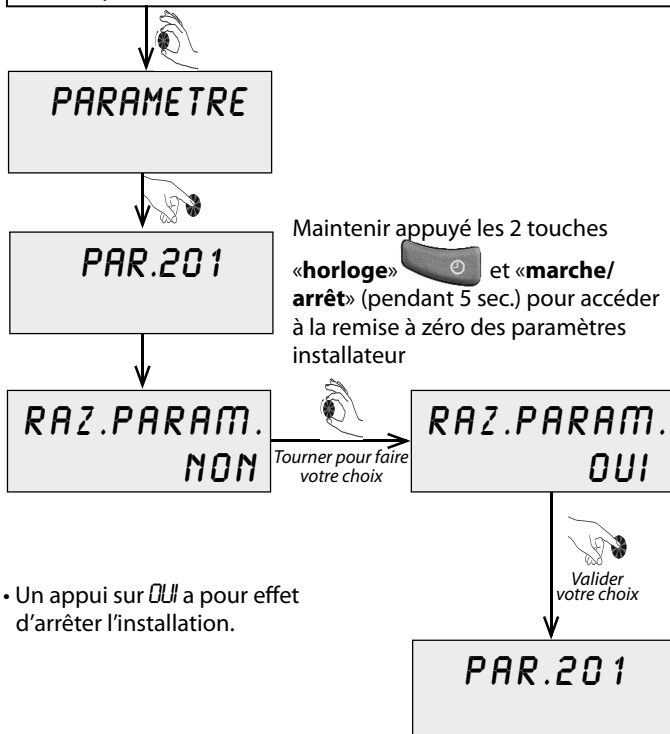 PARAMETRE
PAR.201
Maintenir appuyé les 2 touches
«horloge» et «marche/
arrêt» (pendant 5 sec.) pour accéder
à la remise à zéro des paramètres
installateur
RAZ.PARAM.
NON
Tourner pour faire
votre choix
RAZ.PARAM.
OUI
Valider
votre choix
• Un appui sur OUI a pour effet
d'arrêter l'installation.
PAR.201